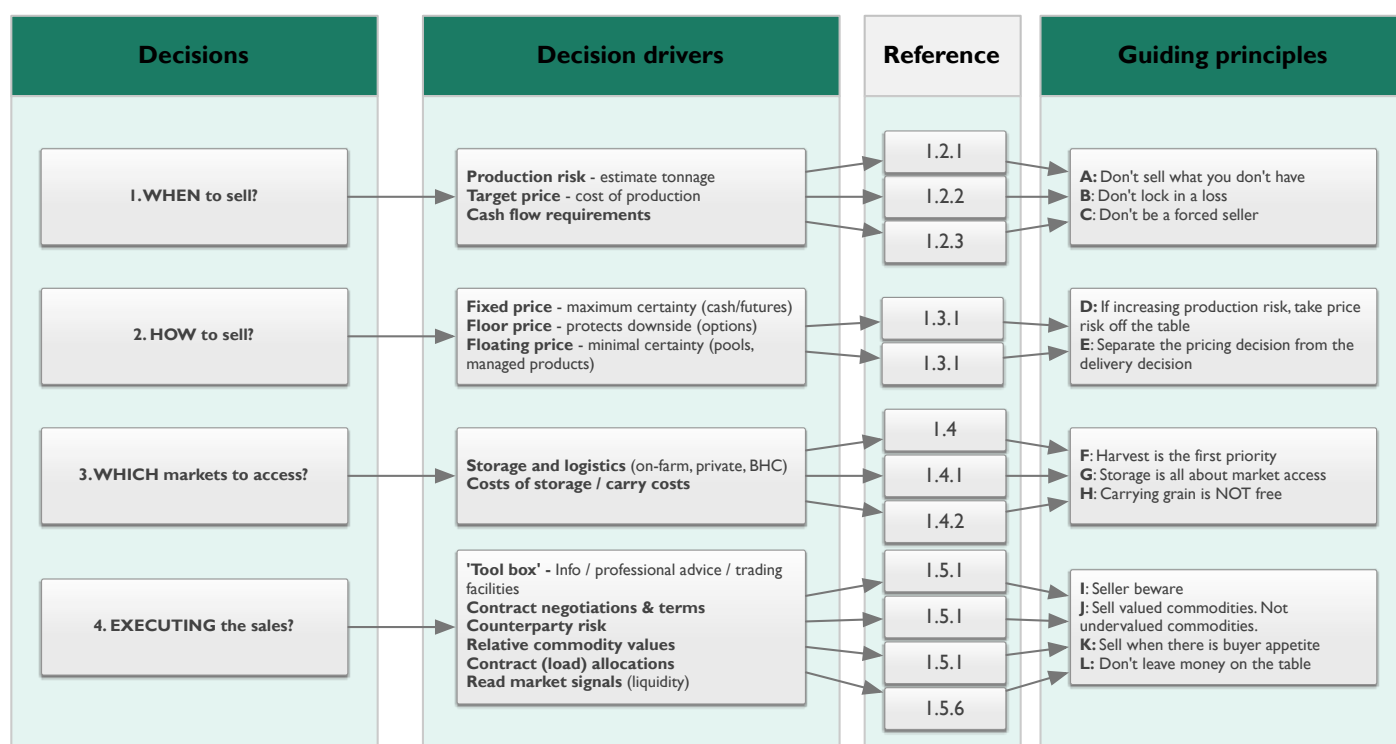 Decisions
Decision drivers
Reference
Guiding principles
1. WHEN to sell?
Production risk - estimate tonnage
Target price - cost of production
Cash flow requirements
1.2.1
1.2.2
1.2.3
A: Don't sell what you don't have
B: Don't lock in a loss
C: Don't be a forced seller
2. HOW to sell?
Fixed price - maximum certainty (cash/futures)
Floor price - protects downside (options)
Floating price - minimal certainty (pools,
managed products)
1.3.1
1.3.1
D: If increasing production risk, take price
risk off the table
E: Separate the pricing decision from the
delivery decision
3. WHICH markets to access?
Storage and logistics (on-farm, private, BHC)
Costs of storage / carry costs
1.4
1.4.1
1.4.2
F: Harvest is the first priority
G: Storage is all about market access
H: Carrying grain is NOT free
4. EXECUTING the sales?
'Tool box' - Info / professional advice / trading
facilities
Contract negotiations & terms
Counterparty risk
Relative commodity values
Contract (load) allocations
Read market signals (liquidity)
1.5.1
1.5.1
1.5.1
1.5.6
I: Seller beware
J: Sell valued commodities. Not
undervalued commodities.
K: Sell when there is buyer appetite
L: Don't leave money on the table